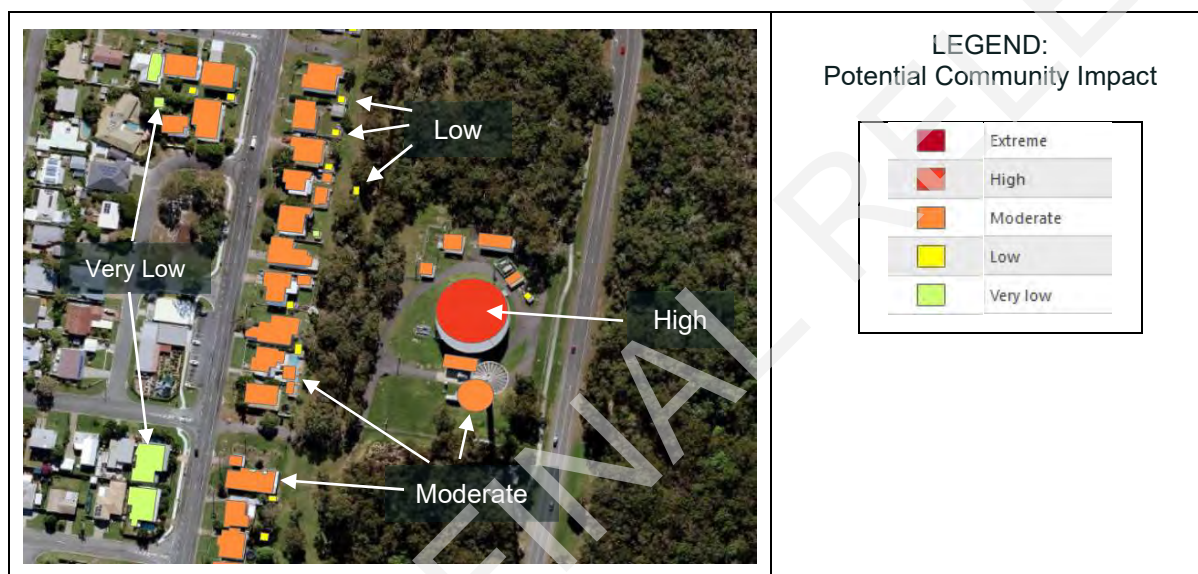 Low
Very Low
High
Moderate
LEGEND:
Potential Community Impact
Extreme
High
Moderate
Low
Very low